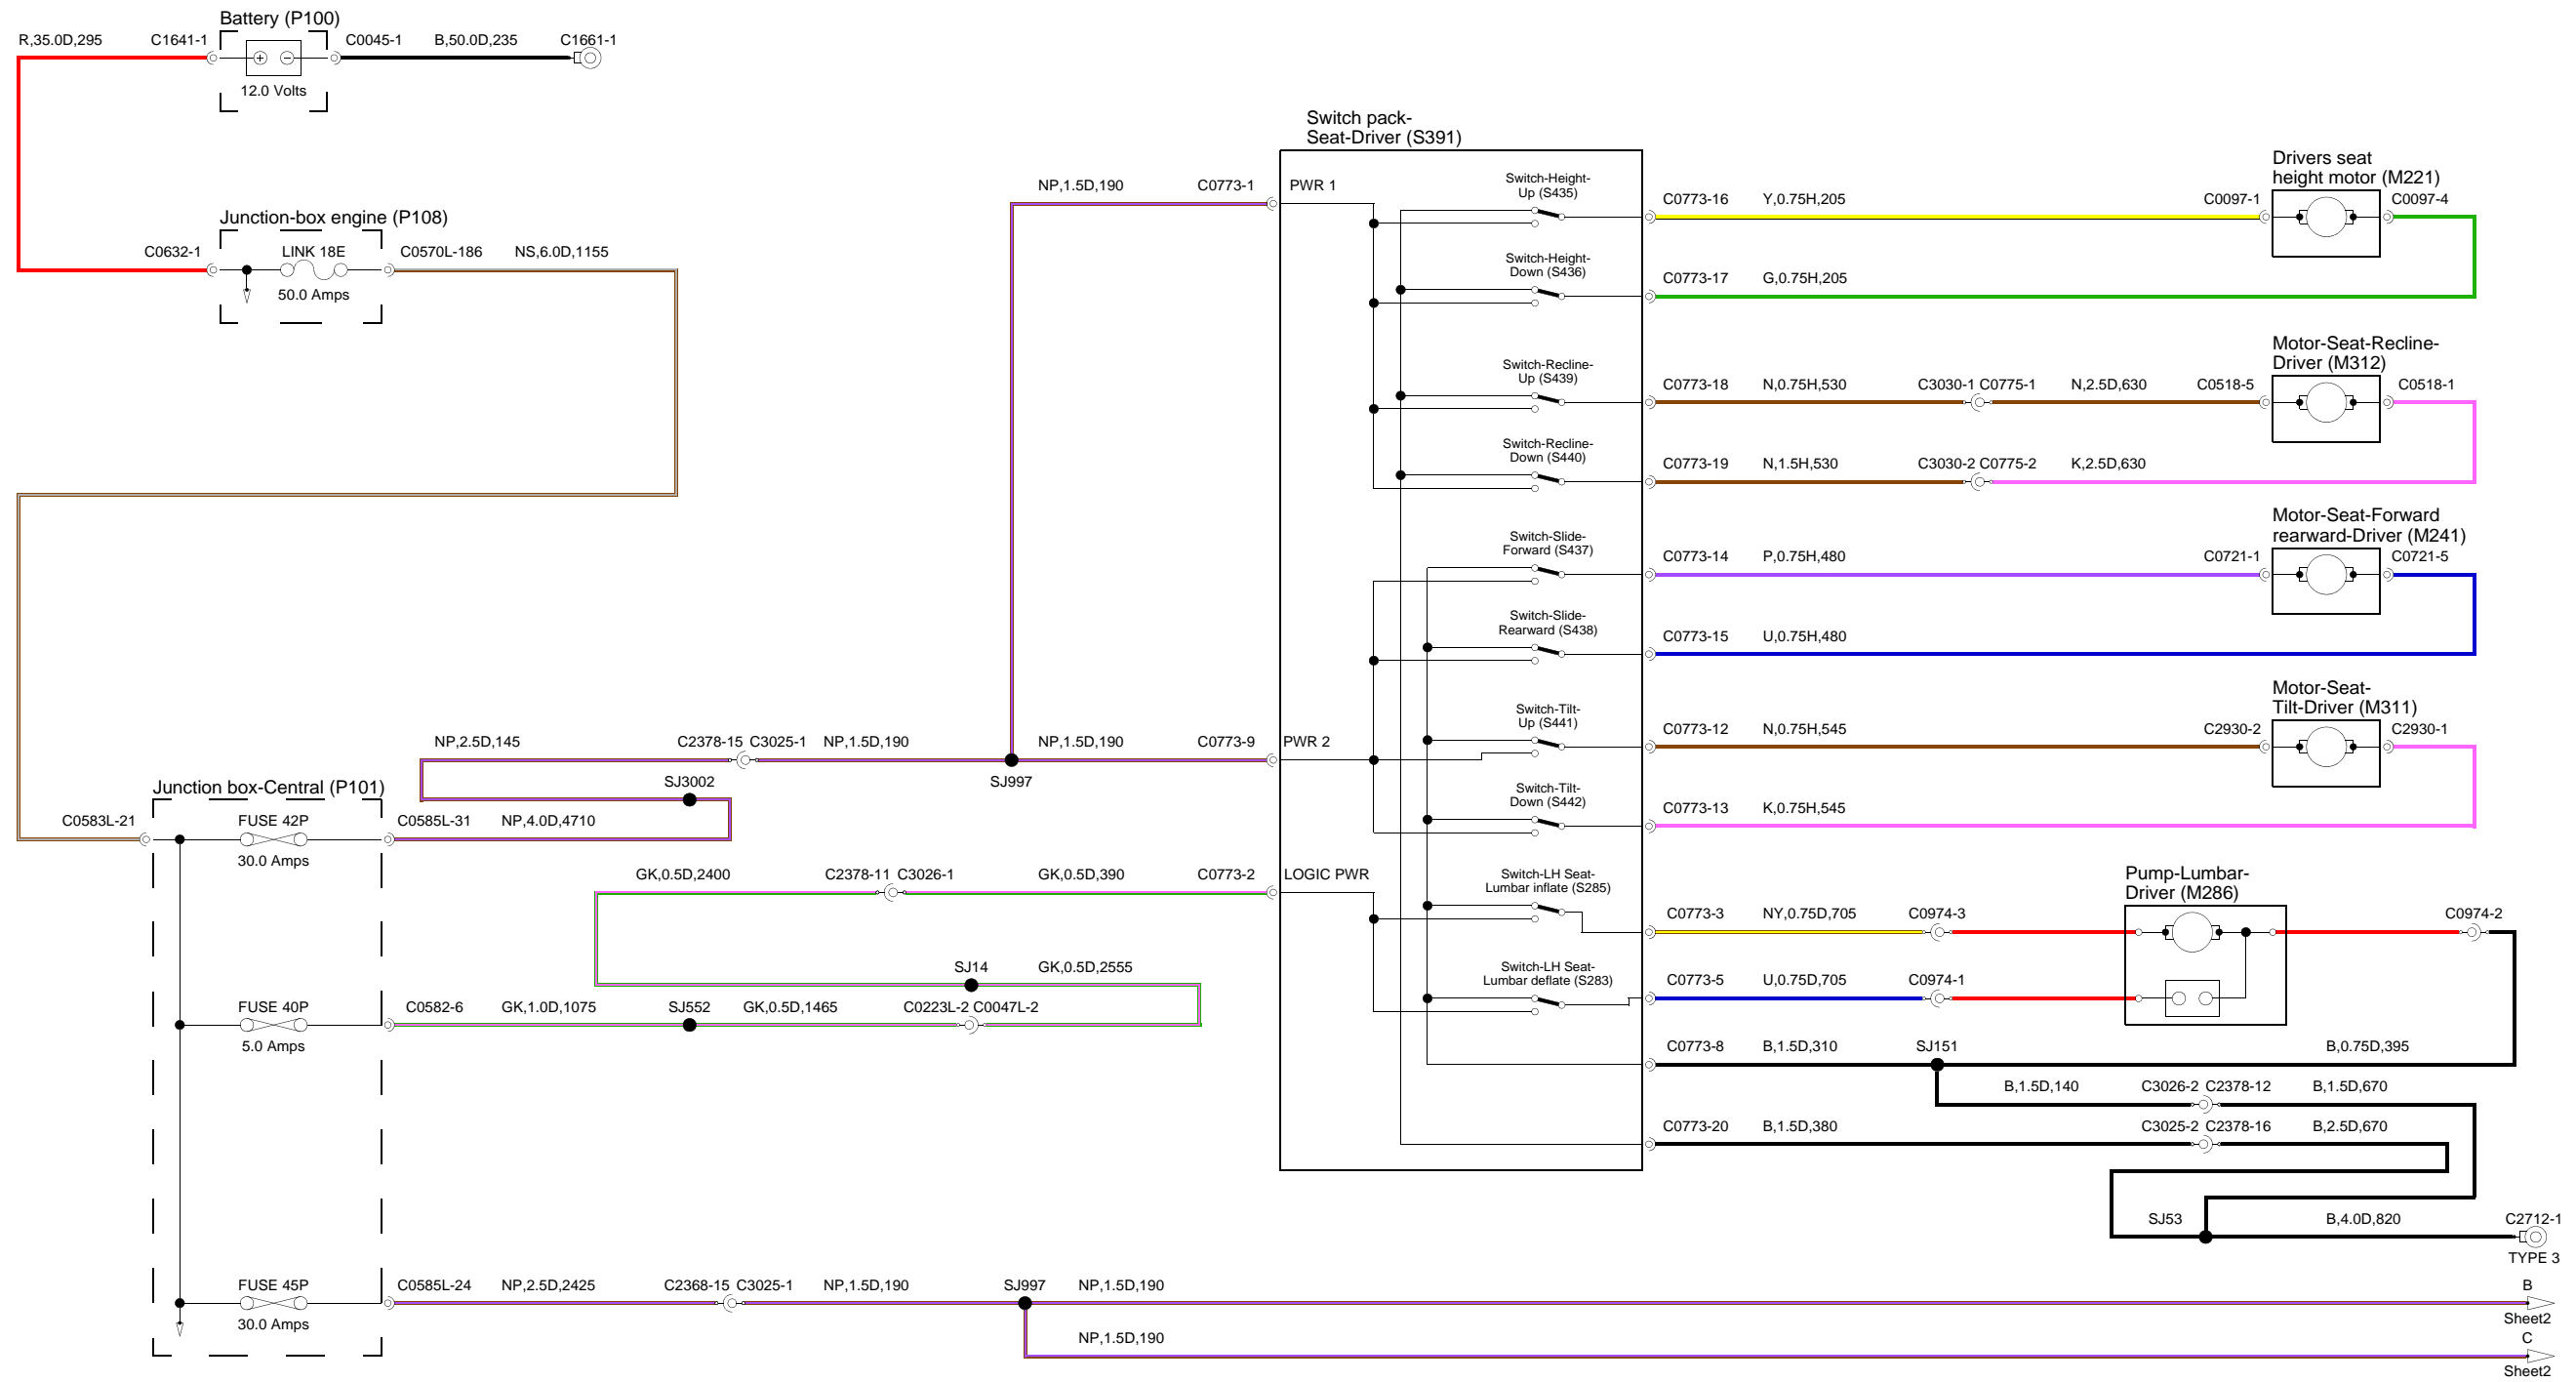 Battery (P100)
R,35.0D,295
C1641-1
C0045-1
B,50.0D,235
C1661-1
12.0 Volts
Junction-box engine (P108)
C0632-1
LINK 18E
C0570L-186
NS,6.0D,1155
50.0 Amps
Switch pack-
Seat-Driver (S391)
NP,1.5D,190
C0773-1
PWR 1
Switch-Height-
Up (S435)
C0773-16
Y,0.75H,205
C0097-1
Drivers seat
height motor (M221)
C0097-4
Switch-Height-
Down (S436)
C0773-17
G,0.75H,205
Switch-Recline-
Up (S439)
C0773-18
N,0.75H,530
C3030-1 C0775-1
N,2.5D,630
C0518-5
Motor-Seat-Recline-
Driver (M312)
C0518-1
Switch-Recline-
Down (S440)
C0773-19
N,1.5H,530
C3030-2 C0775-2
K,2.5D,630
Switch-Slide-
Forward (S437)
C0773-14
P,0.75H,480
C0721-1
Motor-Seat-Forward
rearward-Driver (M241)
C0721-5
Switch-Slide-
Rearward (S438)
C0773-15
U,0.75H,480
NP,2.5D,145
C2378-15 C3025-1
NP,1.5D,190
NP,1.5D,190
C0773-9
PWR 2
SJ997
SJ3002
Switch-Tilt-
Up (S441)
C0773-12
N,0.75H,545
C2930-2
Motor-Seat-
Tilt-Driver (M311)
C2930-1
Switch-Tilt-
Down (S442)
C0773-13
K,0.75H,545
Junction box-Central (P101)
C0583L-21
FUSE 42P
C0585L-31
NP,4.0D,4710
30.0 Amps
GK,0.5D,2400
C2378-11 C3026-1
GK,0.5D,390
C0773-2
LOGIC PWR
Switch-LH Seat-
Lumbar inflate (S285)
C0773-3
NY,0.75D,705
C0974-3
Pump-Lumbar-
Driver (M286)
C0974-2
Switch-LH Seat-
Lumbar deflate (S283)
C0773-5
U,0.75D,705
C0974-1
SJ14
GK,0.5D,2555
FUSE 40P
C0582-6
GK,1.0D,1075
SJ552
GK,0.5D,1465
C0223L-2 C0047L-2
5.0 Amps
C0773-8
B,1.5D,310
SJ151
B,0.75D,395
B,1.5D,140
C3026-2 C2378-12
B,1.5D,670
C0773-20
B,1.5D,380
C3025-2 C2378-16
B,2.5D,670
SJ53
B,4.0D,820
C2712-1
TYPE 3
FUSE 45P
C0585L-24
NP,2.5D,2425
C2368-15 C3025-1
NP,1.5D,190
SJ997
NP,1.5D,190
B
30.0 Amps
Sheet2
NP,1.5D,190
C
Sheet2